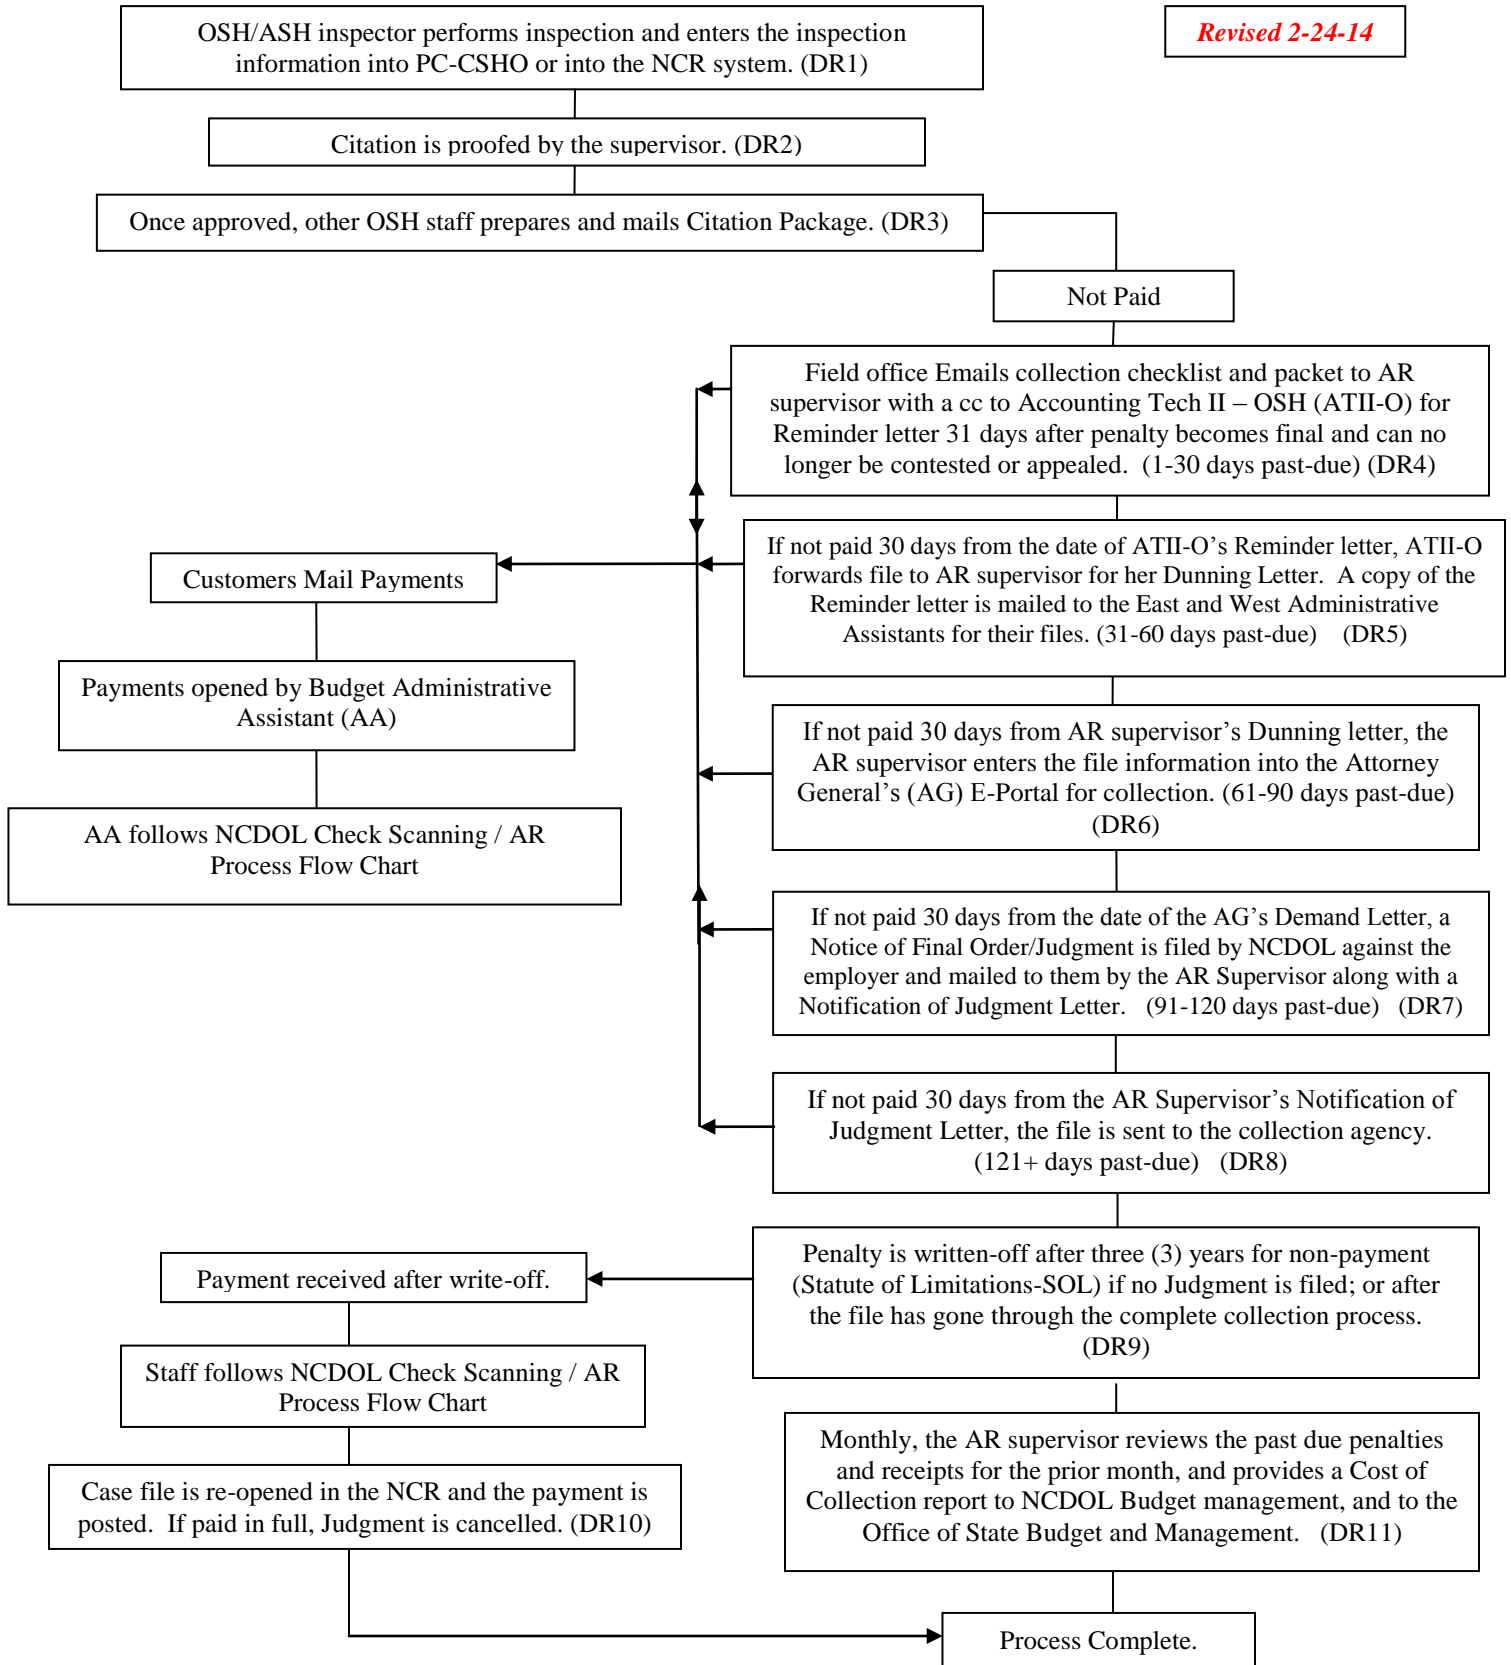 OSH/ASH inspector performs inspection and enters the inspection
information into PC-CSHO or into the NCR system. (DR1)
Revised 2-24-14
Citation is proofed by the supervisor. (DR2)
Once approved, other OSH staff prepares and mails Citation Package. (DR3)
Not Paid
Field office Emails collection checklist and packet to AR
supervisor with a cc to Accounting Tech II – OSH (ATII-O) for
Reminder letter 31 days after penalty becomes final and can no
longer be contested or appealed. (1-30 days past-due) (DR4)
If not paid 30 days from the date of ATII-O’s Reminder letter, ATII-O
forwards file to AR supervisor for her Dunning Letter. A copy of the
Reminder letter is mailed to the East and West Administrative
Assistants for their files. (31-60 days past-due) (DR5)
Customers Mail Payments
Payments opened by Budget Administrative
Assistant (AA)
AA follows NCDOL Check Scanning / AR
Process Flow Chart
If not paid 30 days from AR supervisor’s Dunning letter, the
AR supervisor enters the file information into the Attorney
General’s (AG) E-Portal for collection. (61-90 days past-due)
(DR6)
If not paid 30 days from the date of the AG’s Demand Letter, a
Notice of Final Order/Judgment is filed by NCDOL against the
employer and mailed to them by the AR Supervisor along with a
Notification of Judgment Letter. (91-120 days past-due) (DR7)
If not paid 30 days from the AR Supervisor’s Notification of
Judgment Letter, the file is sent to the collection agency.
(121+ days past-due) (DR8)
Penalty is written-off after three (3) years for non-payment
(Statute of Limitations-SOL) if no Judgment is filed; or after
the file has gone through the complete collection process.
(DR9)
Payment received after write-off.
Staff follows NCDOL Check Scanning / AR
Process Flow Chart
Case file is re-opened in the NCR and the payment is
posted. If paid in full, Judgment is cancelled. (DR10)
Monthly, the AR supervisor reviews the past due penalties
and receipts for the prior month, and provides a Cost of
Collection report to NCDOL Budget management, and to the
Office of State Budget and Management. (DR11)
Process Complete.